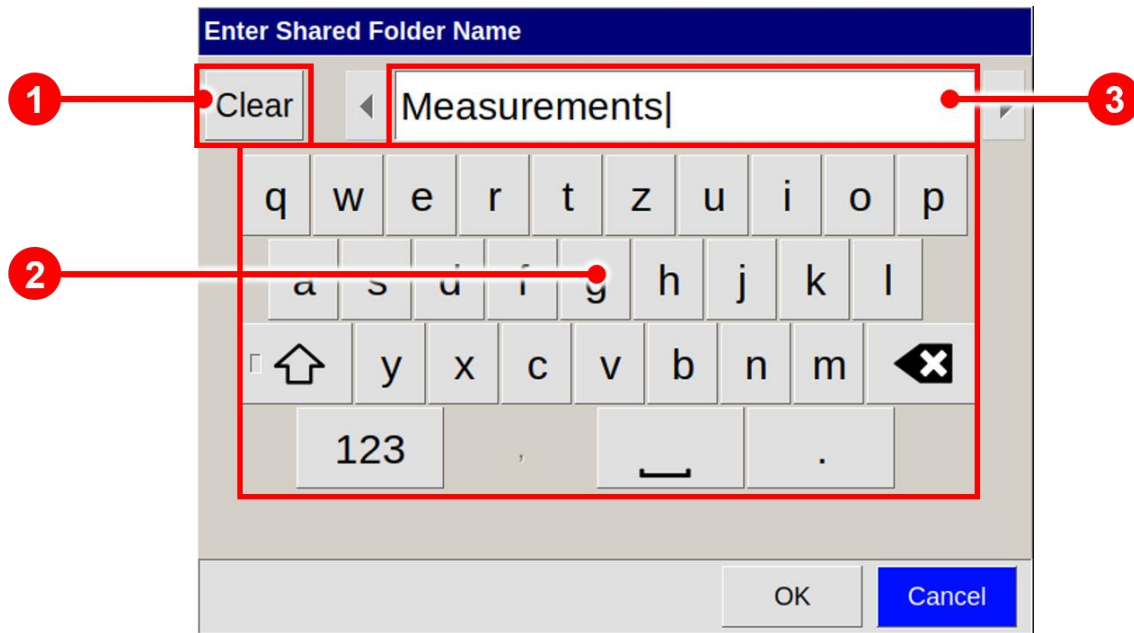 Enter Shared Folder Name
1 Clear Measurements 3
q w e r t z u i o p
2 a s d f g h j k l
y x c v b n m
123 , .
OK Cancel